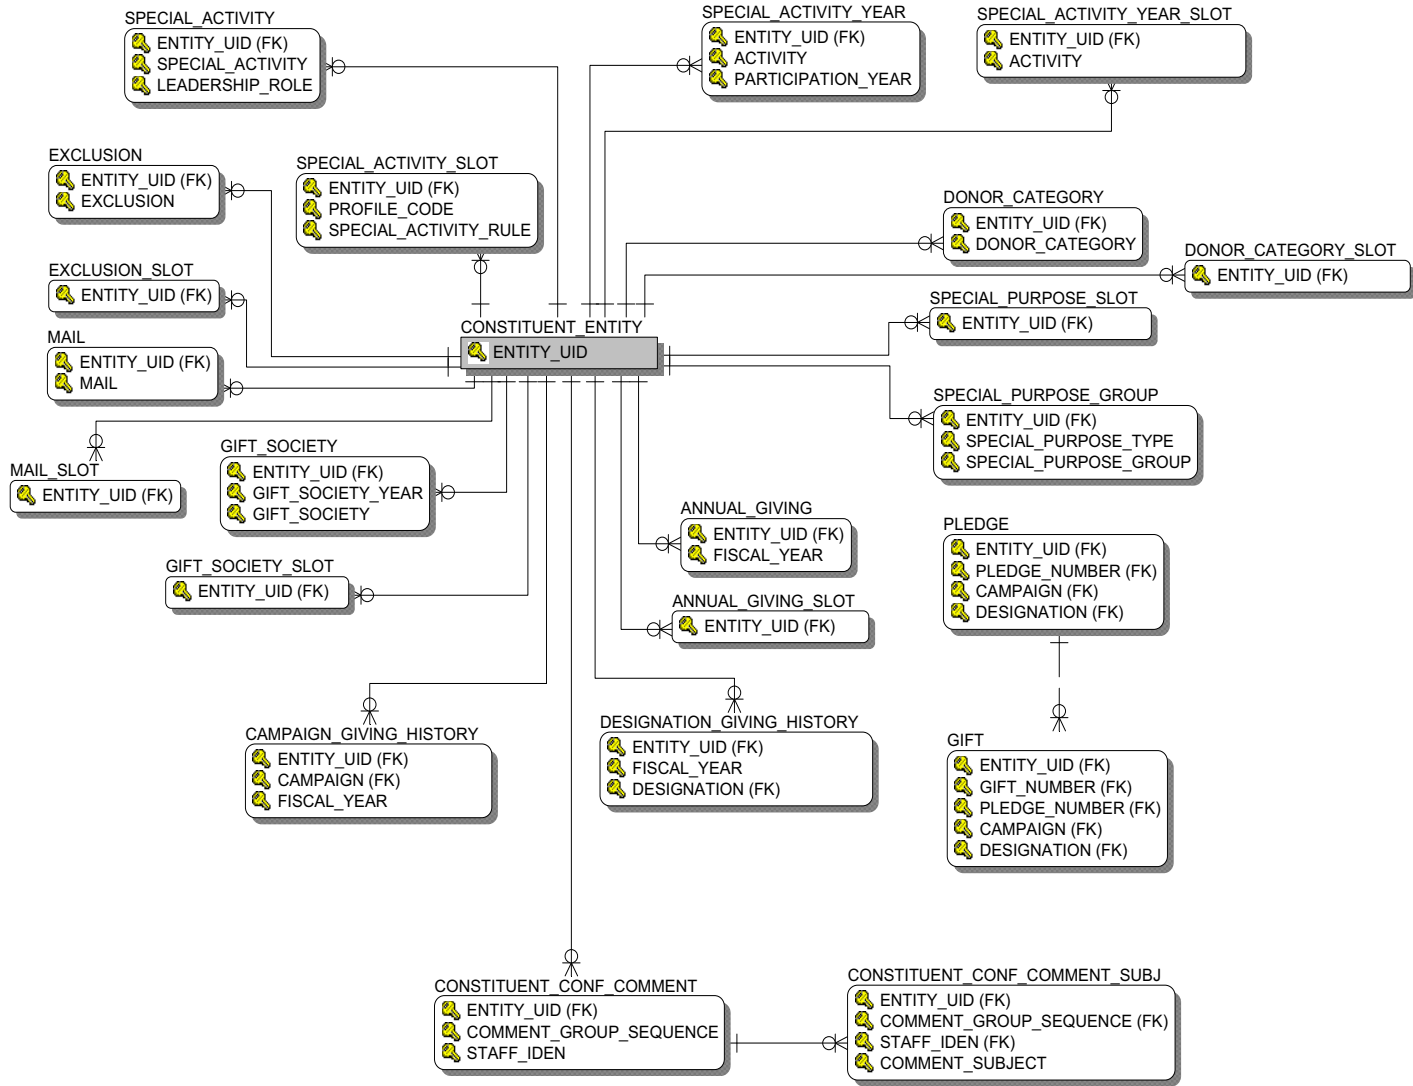 SPECIAL_ACTIVITY
ENTITY_UID (FK)
SPECIAL_ACTIVITY
LEADERSHIP_ROLE
SPECIAL_ACTIVITY_YEAR
ENTITY_UID (FK)
ACTIVITY
PARTICIPATION_YEAR
SPECIAL_ACTIVITY_YEAR_SLOT
ENTITY_UID (FK)
ACTIVITY
EXCLUSION
ENTITY_UID (FK)
EXCLUSION
SPECIAL_ACTIVITY_SLOT
ENTITY_UID (FK)
PROFILE_CODE
SPECIAL_ACTIVITY_RULE
DONOR_CATEGORY
ENTITY_UID (FK)
DONOR_CATEGORY
DONOR_CATEGORY_SLOT
ENTITY_UID (FK)
EXCLUSION_SLOT
ENTITY_UID (FK)
SPECIAL_PURPOSE_SLOT
ENTITY_UID (FK)
CONSTITUENT_ENTITY
ENTITY_UID
MAIL
ENTITY_UID (FK)
MAIL
SPECIAL_PURPOSE_GROUP
ENTITY_UID (FK)
SPECIAL_PURPOSE_TYPE
SPECIAL_PURPOSE_GROUP
MAIL_SLOT
ENTITY_UID (FK)
GIFT_SOCIETY
ENTITY_UID (FK)
GIFT_SOCIETY_YEAR
GIFT_SOCIETY
ANNUAL_GIVING
ENTITY_UID (FK)
FISCAL_YEAR
PLEDGE
ENTITY_UID (FK)
PLEDGE_NUMBER (FK)
CAMPAIGN (FK)
DESIGNATION (FK)
GIFT_SOCIETY_SLOT
ENTITY_UID (FK)
ANNUAL_GIVING_SLOT
ENTITY_UID (FK)
CAMPAIGN_GIVING_HISTORY
ENTITY_UID (FK)
CAMPAIGN (FK)
FISCAL_YEAR
DESIGNATION_GIVING_HISTORY
ENTITY_UID (FK)
FISCAL_YEAR
DESIGNATION (FK)
GIFT
ENTITY_UID (FK)
GIFT_NUMBER (FK)
PLEDGE_NUMBER (FK)
CAMPAIGN (FK)
DESIGNATION (FK)
CONSTITUENT_CONF_COMMENT
ENTITY_UID (FK)
COMMENT_GROUP_SEQUENCE
STAFF_IDEN
CONSTITUENT_CONF_COMMENT_SUBJ
ENTITY_UID (FK)
COMMENT_GROUP_SEQUENCE (FK)
STAFF_IDEN (FK)
COMMENT_SUBJECT